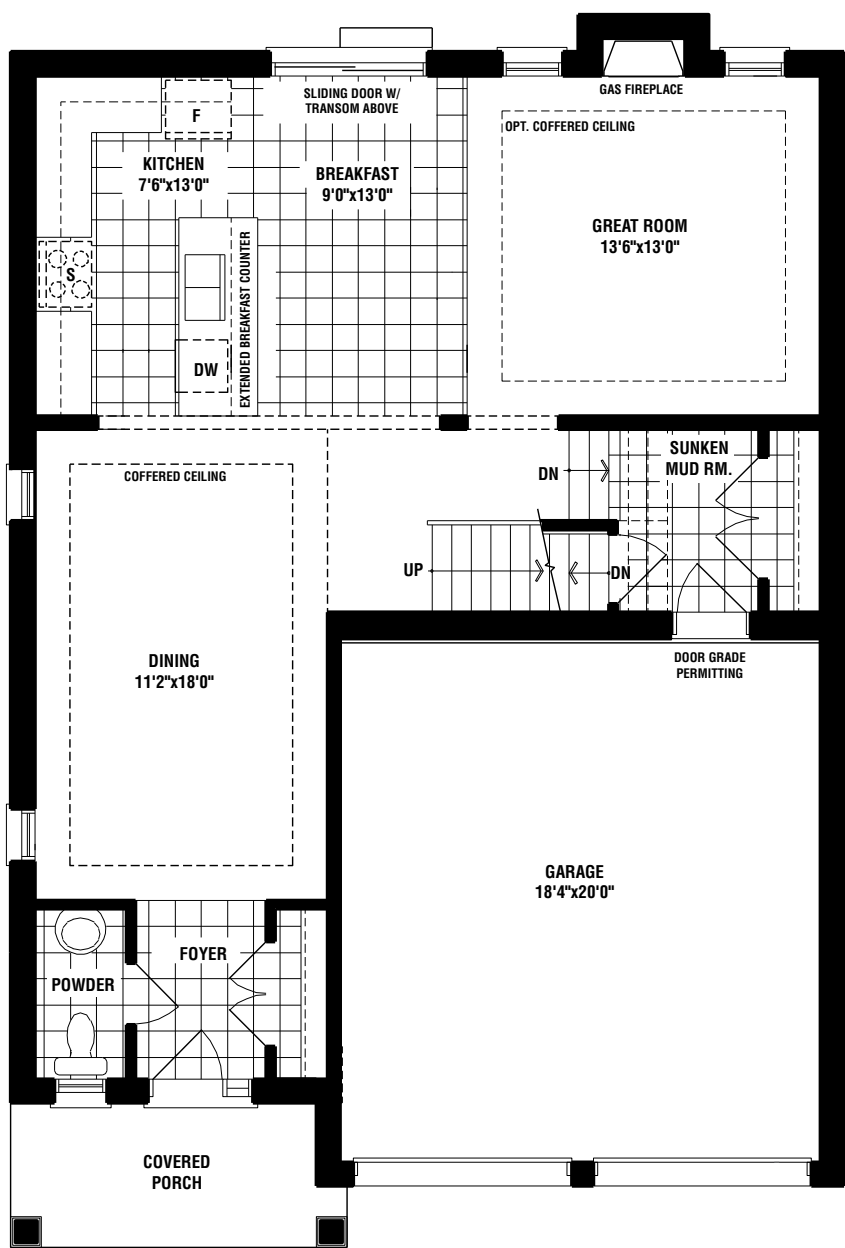 SLIDING DOOR W/
TRANSOM ABOVE
GAS FIREPLACE
F
OPT. COFFERED CEILING
KITCHEN
7'6"x13'0"
BREAKFAST
9'0"x13'0"
GREAT ROOM
13'6"x13'0"
S
EXTENDED BREAKFAST COUNTER
DW
SUNKEN
MUD RM.
COFFERED CEILING
DN
UP
DN
DINING
11'2"x18'0"
DOOR GRADE
PERMITTING
GARAGE
18'4"x20'0"
FOYER
POWDER
COVERED
PORCH